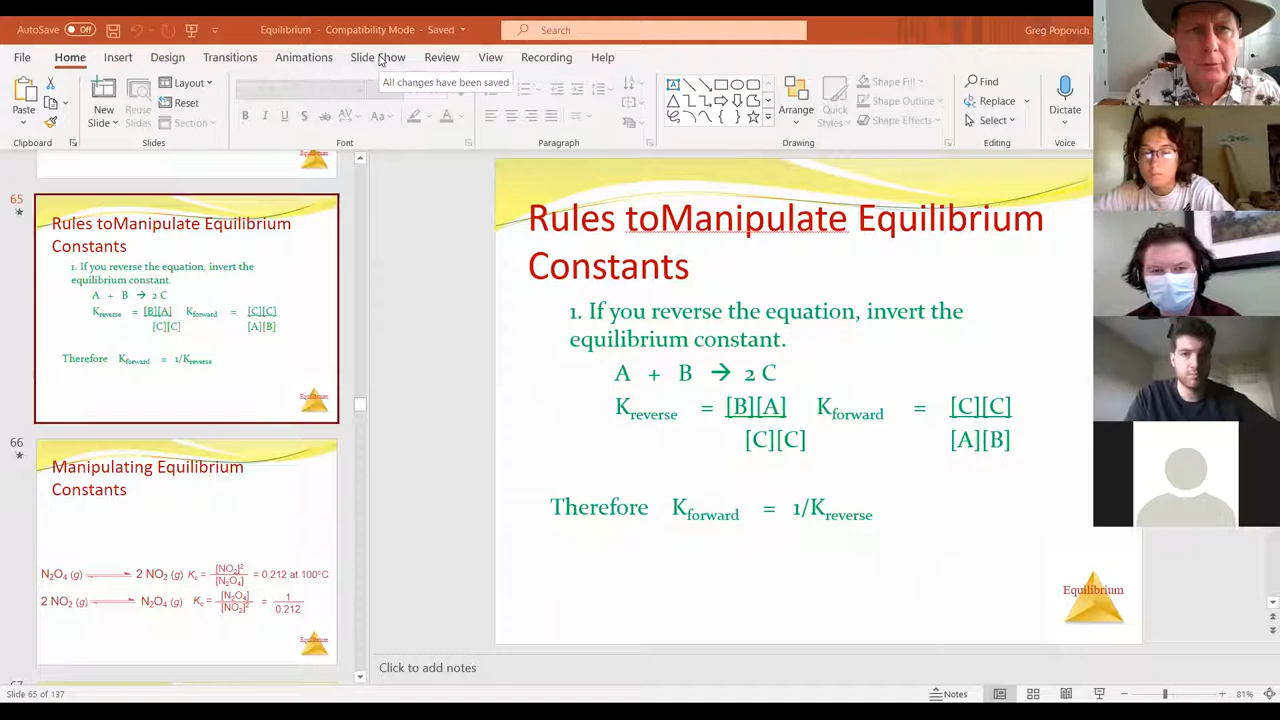 AutoSave Off
Equilibrium - Compatibility Mode - Saved
Search
Greg Popovich
File Home Insert Design Transitions Animations Slide Show Review View Recording Help
All changes have been saved
Paste
New
Slide
Reuse
Slides
Layout
Reset
Section
B I U S ab AV Aa A
Arrange
Quick
Styles
Shape Fill
Shape Outline
Shape Effects
Find
Replace
Select
Dictate
Clipboard Slides Font Paragraph Drawing Editing Voice
Equilibrium
65
Rules toManipulate Equilibrium
Constants
1. If you reverse the equation, invert the
equilibrium constant.
A + B → 2 C
Kreverse = [B][A] Kforward = [C][C]
[C][C] [A][B]
Therefore Kforward = 1/Kreverse
Equilibrium
66
Manipulating Equilibrium
Constants
N2O4 (g) 2 NO2 (g) Kc = [NO2]²/[N2O4] = 0.212 at 100°C
2 NO2 (g) N2O4 (g) Kc = [N2O4]/[NO2]² = 1/0.212
Equilibrium
Rules toManipulate Equilibrium
Constants
1. If you reverse the equation, invert the
equilibrium constant.
A + B → 2 C
Kreverse = [B][A] Kforward = [C][C]
[C][C] [A][B]
Therefore Kforward = 1/Kreverse
Equilibrium
Click to add notes
Slide 65 of 137
Notes
81%